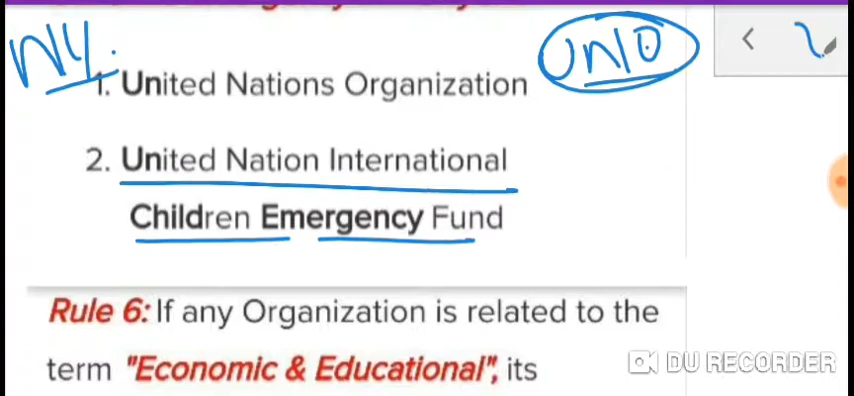 NY.
UNO
1. United Nations Organization
2. United Nation International
Children Emergency Fund
Rule 6: If any Organization is related to the
term "Economic & Educational", its
DU RECORDER